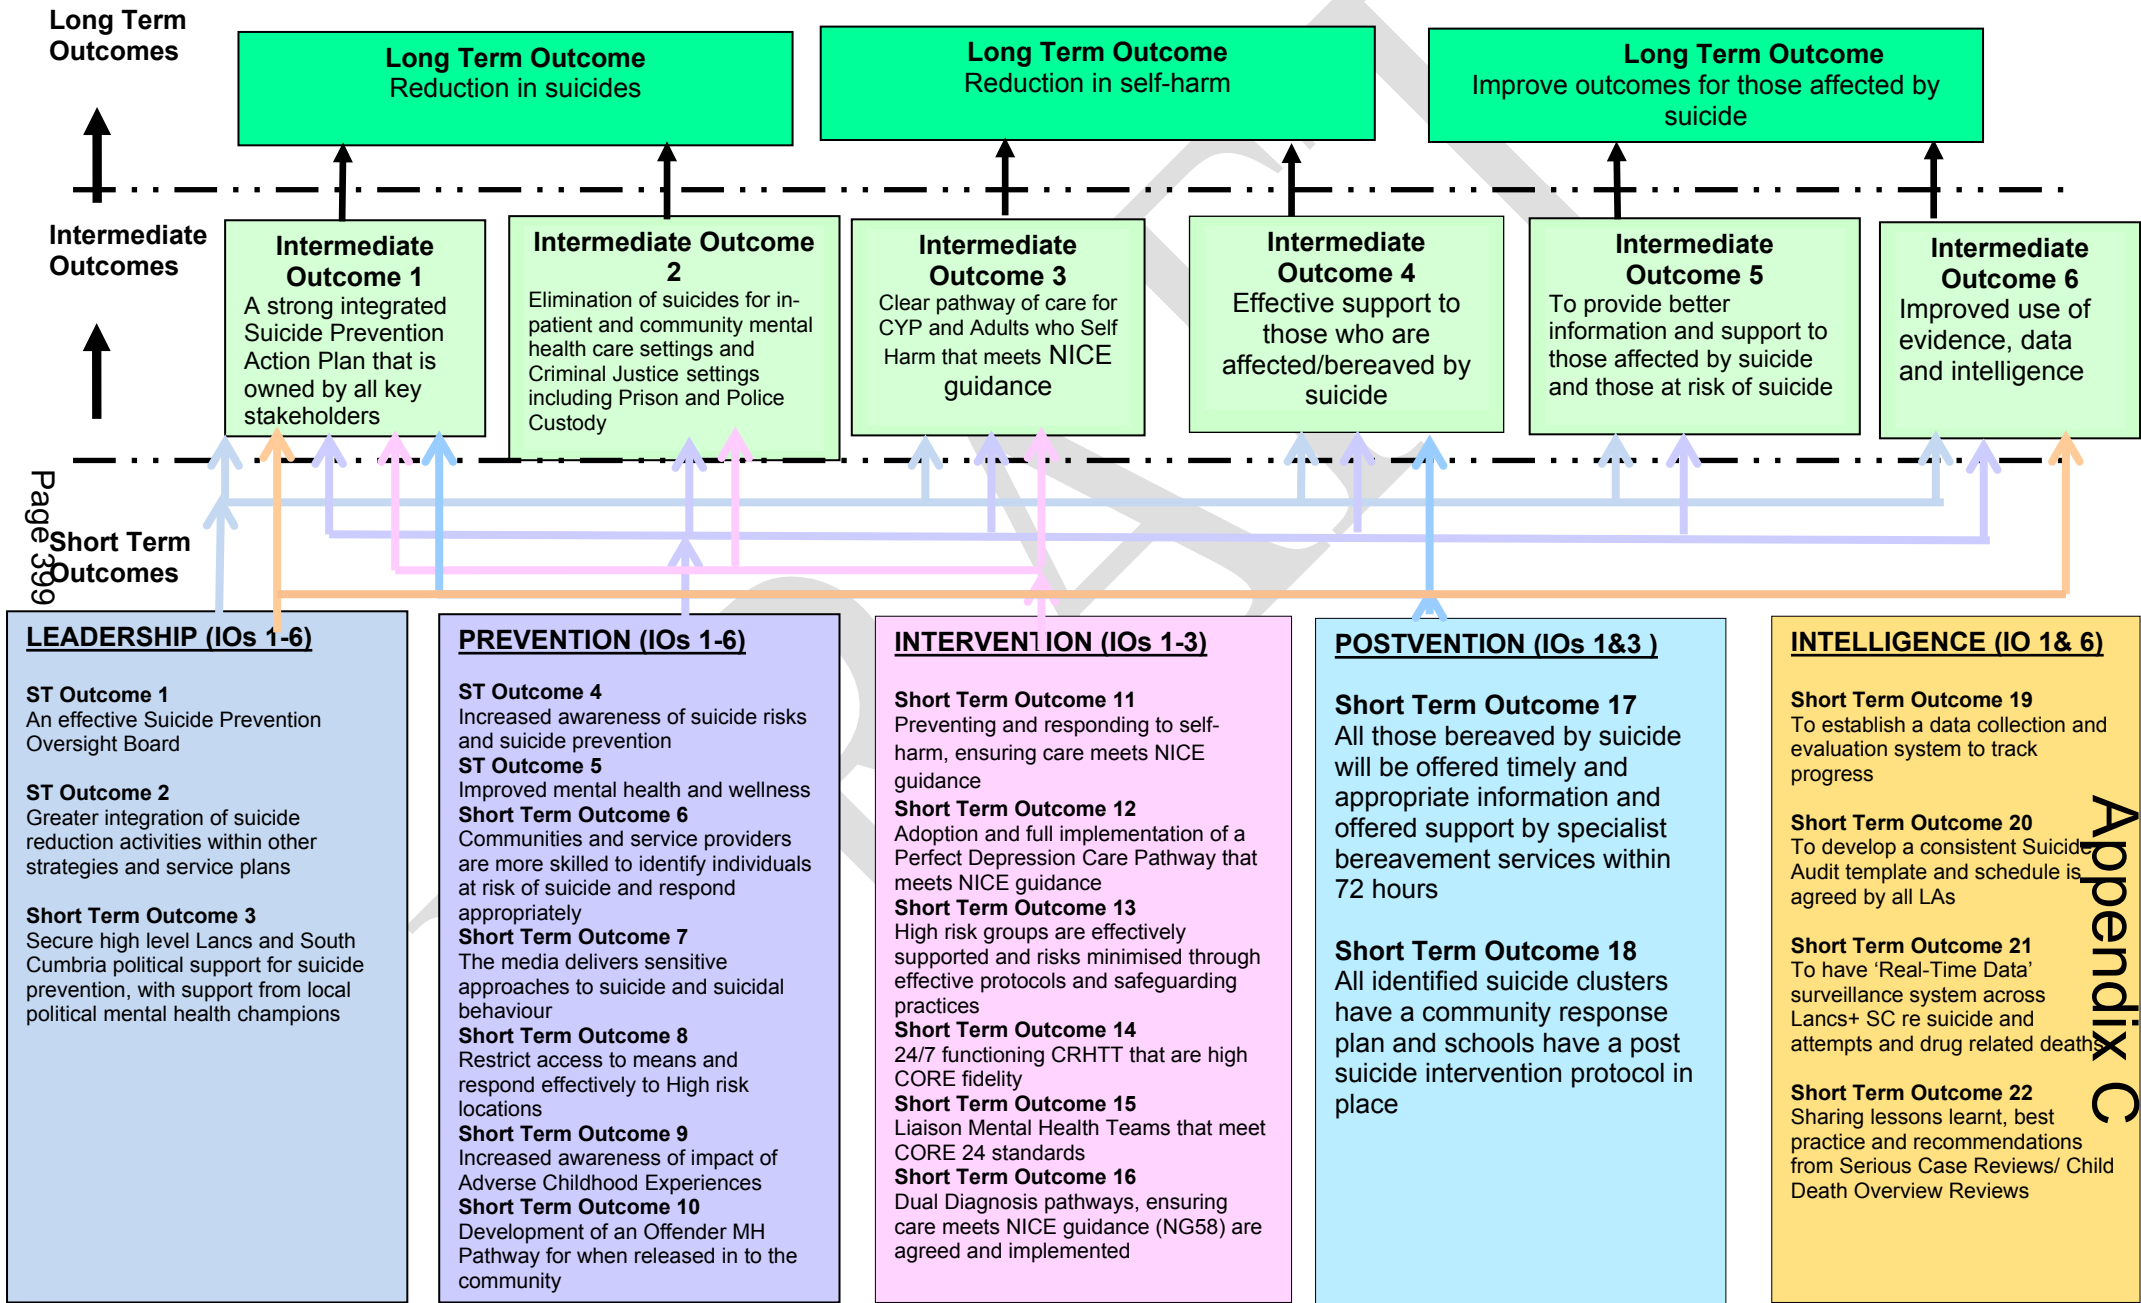 Long Term
Outcomes
Long Term Outcome
Reduction in suicides
Long Term Outcome
Reduction in self-harm
Long Term Outcome
Improve outcomes for those affected by
suicide
Intermediate
Outcomes
Intermediate
Outcome 1
A strong integrated
Suicide Prevention
Action Plan that is
owned by all key
stakeholders
Intermediate Outcome
2
Elimination of suicides for in-
patient and community mental
health care settings and
Criminal Justice settings
including Prison and Police
Custody
Intermediate
Outcome 3
Clear pathway of care for
CYP and Adults who Self
Harm that meets NICE
guidance
Intermediate
Outcome 4
Effective support to
those who are
affected/bereaved by
suicide
Intermediate
Outcome 5
To provide better
information and support to
those affected by suicide
and those at risk of suicide
Intermediate
Outcome 6
Improved use of
evidence, data
and intelligence
Page 399
Short Term
Outcomes
LEADERSHIP (IOs 1-6)
ST Outcome 1
An effective Suicide Prevention
Oversight Board
ST Outcome 2
Greater integration of suicide
reduction activities within other
strategies and service plans
Short Term Outcome 3
Secure high level Lancs and South
Cumbria political support for suicide
prevention, with support from local
political mental health champions
PREVENTION (IOs 1-6)
ST Outcome 4
Increased awareness of suicide risks
and suicide prevention
ST Outcome 5
Improved mental health and wellness
Short Term Outcome 6
Communities and service providers
are more skilled to identify individuals
at risk of suicide and respond
appropriately
Short Term Outcome 7
The media delivers sensitive
approaches to suicide and suicidal
behaviour
Short Term Outcome 8
Restrict access to means and
respond effectively to High risk
locations
Short Term Outcome 9
Increased awareness of impact of
Adverse Childhood Experiences
Short Term Outcome 10
Development of an Offender MH
Pathway for when released in to the
community
INTERVENTION (IOs 1-3)
Short Term Outcome 11
Preventing and responding to self-
harm, ensuring care meets NICE
guidance
Short Term Outcome 12
Adoption and full implementation of a
Perfect Depression Care Pathway that
meets NICE guidance
Short Term Outcome 13
High risk groups are effectively
supported and risks minimised through
effective protocols and safeguarding
practices
Short Term Outcome 14
24/7 functioning CRHTT that are high
CORE fidelity
Short Term Outcome 15
Liaison Mental Health Teams that meet
CORE 24 standards
Short Term Outcome 16
Dual Diagnosis pathways, ensuring
care meets NICE guidance (NG58) are
agreed and implemented
POSTVENTION (IOs 1&3 )
Short Term Outcome 17
All those bereaved by suicide
will be offered timely and
appropriate information and
offered support by specialist
bereavement services within
72 hours
Short Term Outcome 18
All identified suicide clusters
have a community response
plan and schools have a post
suicide intervention protocol in
place
INTELLIGENCE (IO 1& 6)
Short Term Outcome 19
To establish a data collection and
evaluation system to track
progress
Short Term Outcome 20
To develop a consistent Suicide
Audit template and schedule is
agreed by all LAs
Short Term Outcome 21
To have ‘Real-Time Data’
surveillance system across
Lancs+ SC re suicide and
attempts and drug related deaths
Short Term Outcome 22
Sharing lessons learnt, best
practice and recommendations
from Serious Case Reviews/ Child
Death Overview Reviews
Appendix C
DRAFT